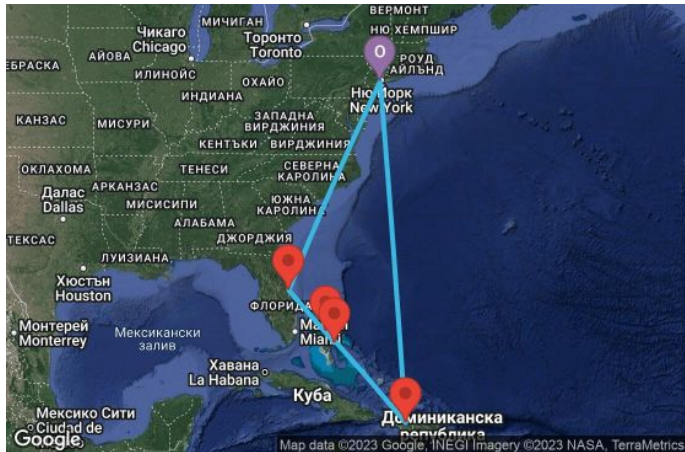 ВЕРМОНТ
МИЧИГАН
Чикаго
Chicago
Торонто
Toronto
НЮ ХЕМПШИР
О
РОУД
АЙЛЪНД
АЙОВА
ЕБРАСКА
ИЛИНОЙС
ОХАЙО
ИНДИАНА
Ню Йорк
New York
КАНЗАС
МИСУРИ
ЗАПАДНА
ВИРДЖИНИЯ
КЕНТЪКИ
ВИРДЖИНИЯ
ОКЛАХОМА
ТЕНЕСИ
СЕВЕРНА
КАРОЛИНА
АРКАНЗАС
Далас
Dallas
МИСИСИПИ
ЮЖНА
КАРОЛИНА
АЛАБАМА
ТЕКСАС
ДЖОРДЖИЯ
ЛУИЗИАНА
Хюстън
Houston
ФЛОРИДА
Монтерей
Monterrey
Мексикански
залив
Miami
Хавана
La Habana
Куба
Мексико Сити
Ciudad de
Доминиканска
република
Google
Map data ©2023 Google, INEGI Imagery ©2023 NASA, TerraMetrics